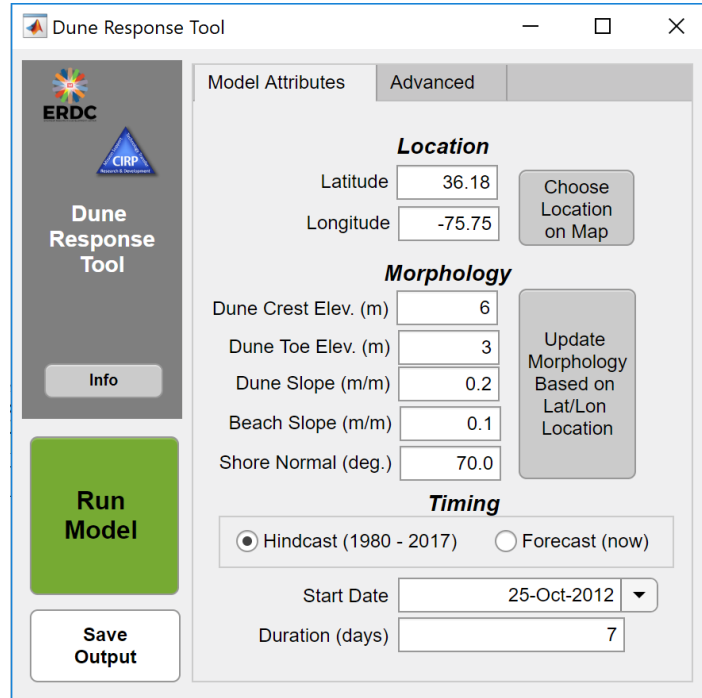 Dune Response Tool
ERDC
CIRP
Research & Development
Dune
Response
Tool
Info
Run
Model
Save
Output
Model Attributes
Advanced
Location
Latitude 36.18
Longitude -75.75
Choose
Location
on Map
Morphology
Dune Crest Elev. (m) 6
Dune Toe Elev. (m) 3
Dune Slope (m/m) 0.2
Beach Slope (m/m) 0.1
Shore Normal (deg.) 70.0
Update
Morphology
Based on
Lat/Lon
Location
Timing
Hindcast (1980 - 2017) Forecast (now)
Start Date 25-Oct-2012
Duration (days) 7